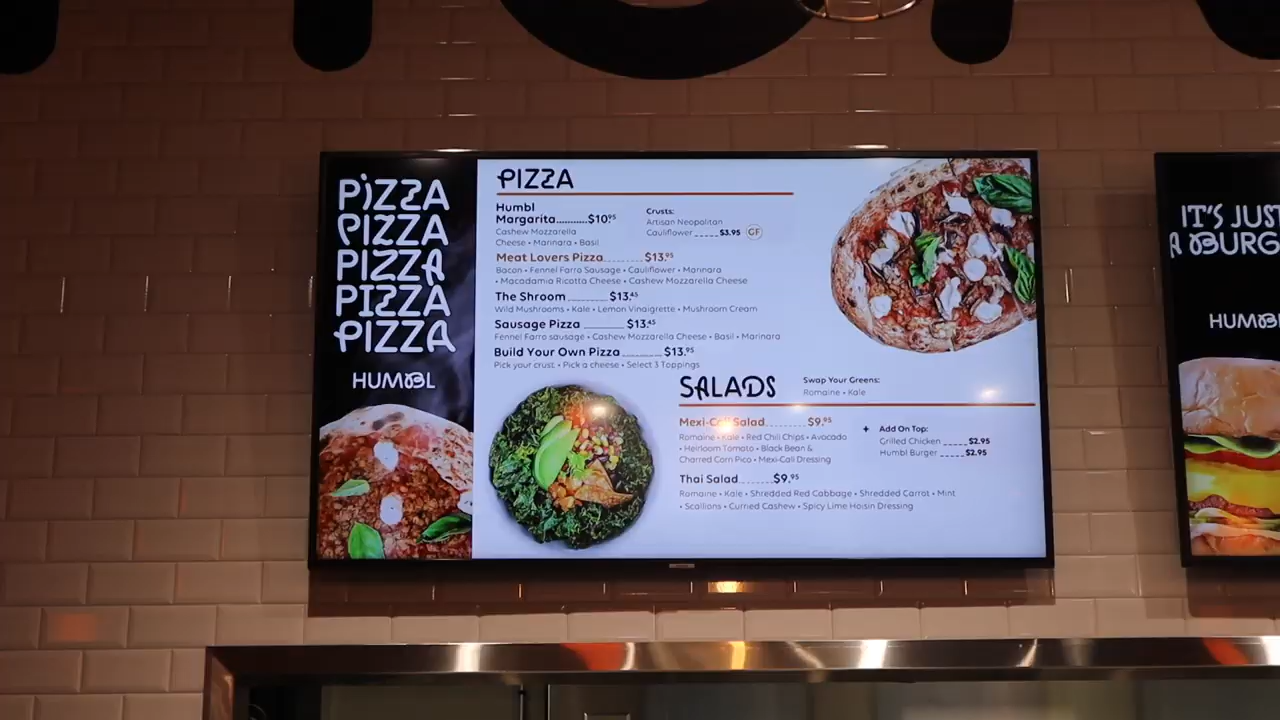 PIZZA
PIZZA
PIZZA
PIZZA
PIZZA
HUMBL
PIZZA
Humbl
Margarita...........$10.95
Cashew Mozzarella
Cheese • Marinara • Basil
Crusts:
Artisan Neopolitan
Cauliflower _____$3.95 GF
Meat Lovers Pizza.........$13.95
Bacon • Fennel Farro Sausage • Cauliflower • Marinara
• Macadamia Ricotta Cheese • Cashew Mozzarella Cheese
The Shroom.........$13.45
Wild Mushrooms • Kale • Lemon Vinaigrette • Mushroom Cream
Sausage Pizza.........$13.45
Fennel Farro sausage • Cashew Mozzarella Cheese • Basil • Marinara
Build Your Own Pizza.........$13.95
Pick your crust • Pick a cheese • Select 3 Toppings
SALADS
Swap Your Greens:
Romaine • Kale
Mexi-Cali Salad.........$9.95
Romaine • Kale • Red Chili Chips • Avocado
• Heirloom Tomato • Black Bean &
Charred Corn Pico • Mexi-Cali Dressing
+ Add On Top:
Grilled Chicken _____$2.95
Humbl Burger _____$2.95
Thai Salad.......$9.95
Romaine • Kale • Shredded Red Cabbage • Shredded Carrot • Mint
• Scallions • Curried Cashew • Spicy Lime Hoisin Dressing
IT'S JUST
A BURG
HUMBL